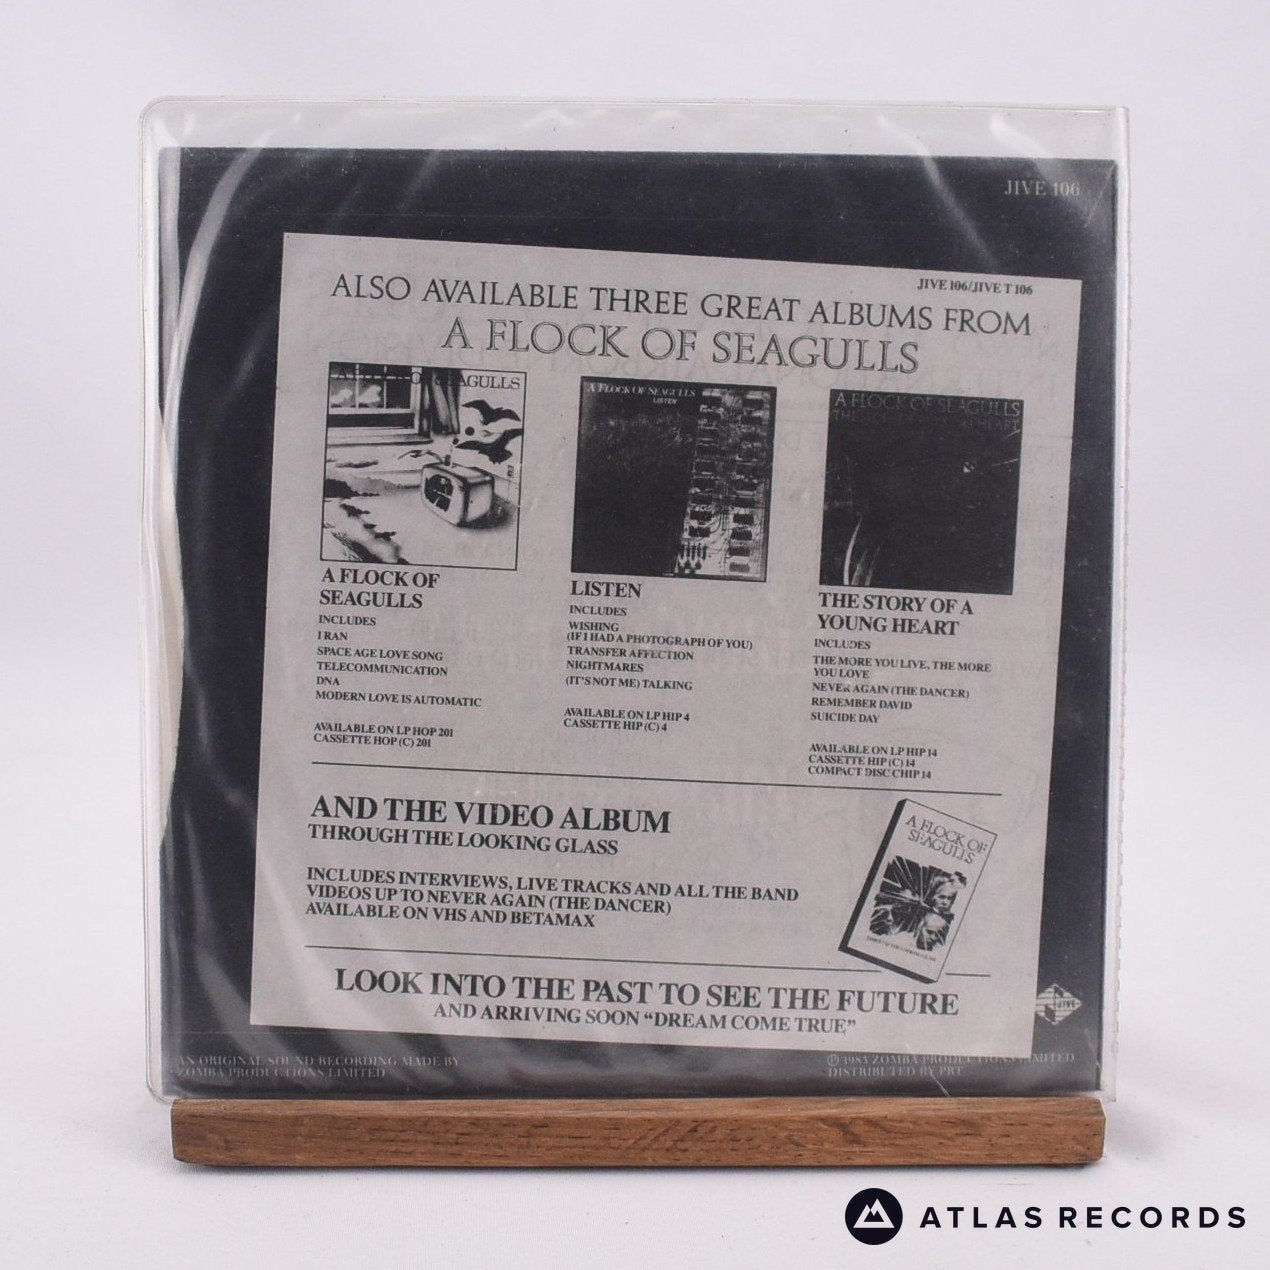 JIVE 106
JIVE 106/JIVE T 106
ALSO AVAILABLE THREE GREAT ALBUMS FROM
A FLOCK OF SEAGULLS
SEAGULLS
A FLOCK OF SEAGULLS
LISTEN
A FLOCK OF SEAGULLS
THE
HEART
A FLOCK OF
SEAGULLS
INCLUDES
I RAN
SPACE AGE LOVE SONG
TELECOMMUNICATION
DNA
MODERN LOVE IS AUTOMATIC
AVAILABLE ON LP HOP 201
CASSETTE HOP (C) 201
LISTEN
INCLUDES
WISHING
(IF I HAD A PHOTOGRAPH OF YOU)
TRANSFER AFFECTION
NIGHTMARES
(IT'S NOT ME) TALKING
AVAILABLE ON LP HIP 4
CASSETTE HIP (C) 4
THE STORY OF A
YOUNG HEART
INCLUDES
THE MORE YOU LIVE, THE MORE
YOU LOVE
NEVER AGAIN (THE DANCER)
REMEMBER DAVID
SUICIDE DAY
AVAILABLE ON LP HIP 14
CASSETTE HIP (C) 14
COMPACT DISC CHIP 14
AND THE VIDEO ALBUM
THROUGH THE LOOKING GLASS
INCLUDES INTERVIEWS, LIVE TRACKS AND ALL THE BAND
VIDEOS UP TO NEVER AGAIN (THE DANCER)
AVAILABLE ON VHS AND BETAMAX
A FLOCK OF
SEAGULLS
LOOK INTO THE PAST TO SEE THE FUTURE
AND ARRIVING SOON "DREAM COME TRUE"
AN ORIGINAL SOUND RECORDING MADE BY
ZOMBA PRODUCTIONS LIMITED
℗ 1985 ZOMBA PRODUCTIONS LIMITED
DISTRIBUTED BY PRT
ATLAS RECORDS